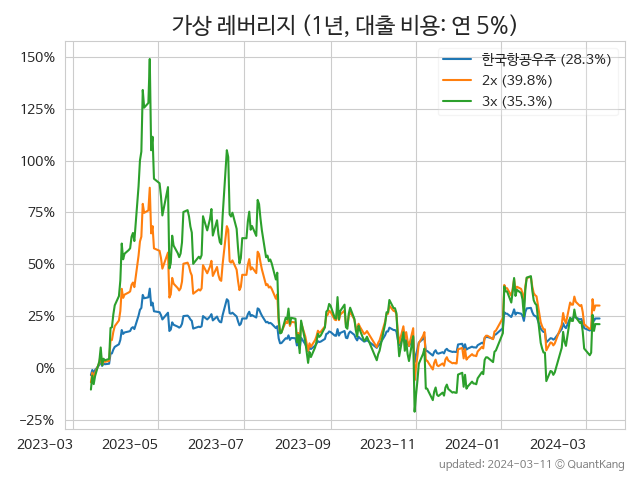 가상 레버리지 (1년, 대출 비용: 연 5%)
한국항공우주 (28.3%)
2x (39.8%)
3x (35.3%)
150%
125%
100%
75%
50%
25%
0%
−25%
2023-03 2023-05 2023-07 2023-09 2023-11 2024-01 2024-03
updated: 2024-03-11 © QuantKang